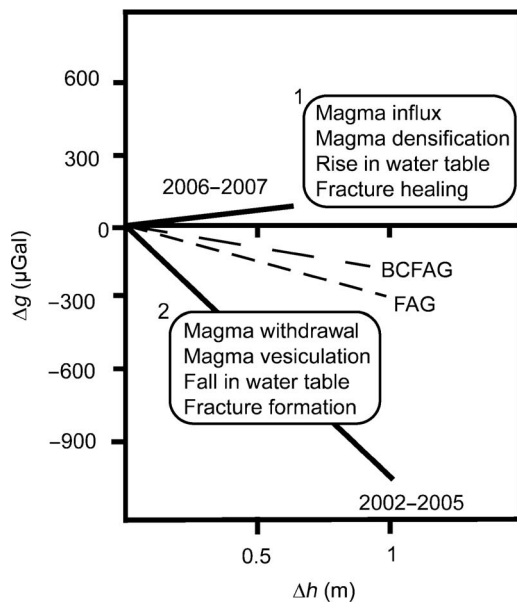 600
1
Magma influx
Magma densification
Rise in water table
Fracture healing
300
2006–2007
0
BCFAG
FAG
−300
Δg (µGal)
2
Magma withdrawal
Magma vesiculation
Fall in water table
Fracture formation
−600
−900
2002–2005
0.5
1
Δh (m)